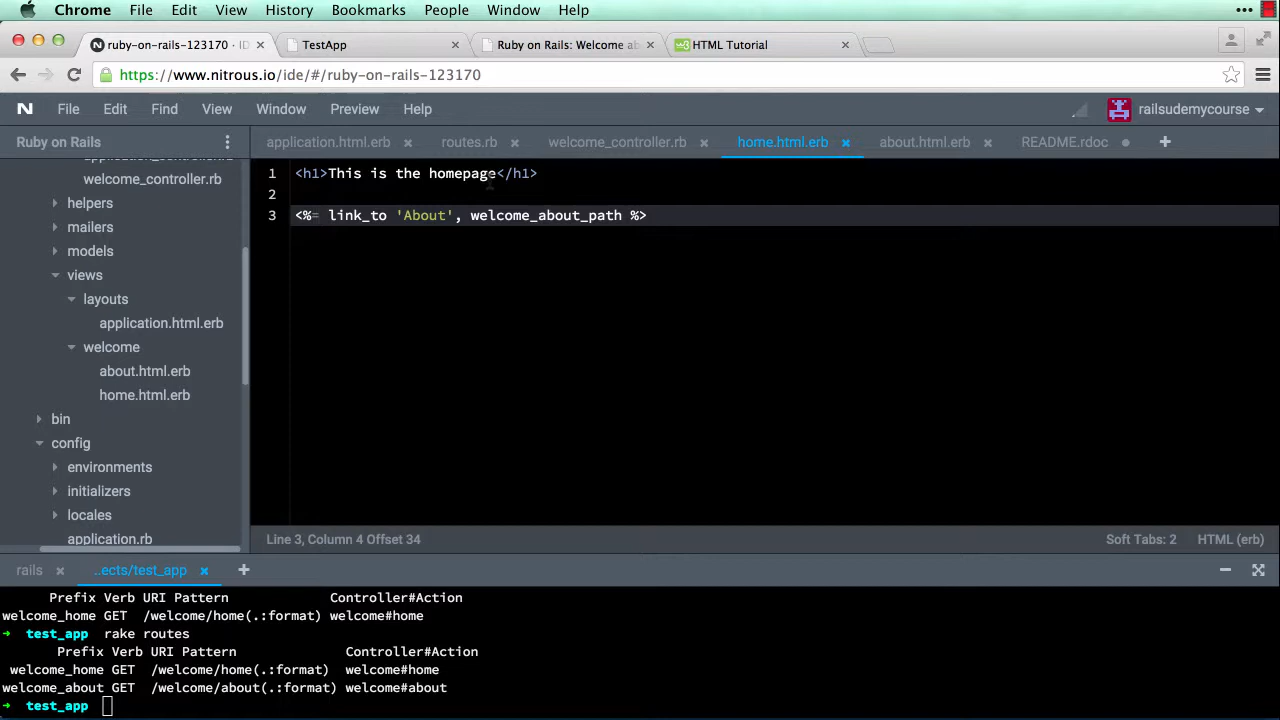 Chrome File Edit View History Bookmarks People Window Help
ruby-on-rails-123170 · ID TestApp Ruby on Rails: Welcome ab HTML Tutorial
https://www.nitrous.io/ide/#/ruby-on-rails-123170
N File Edit Find View Window Preview Help railsudemycourse
Ruby on Rails application.html.erb routes.rb welcome_controller.rb home.html.erb about.html.erb README.rdoc
application_controller.rb
welcome_controller.rb
helpers
mailers
models
views
layouts
application.html.erb
welcome
about.html.erb
home.html.erb
bin
config
environments
initializers
locales
application.rb
1 <h1>This is the homepage</h1>
2
3 <%= link_to 'About', welcome_about_path %>
Line 3, Column 4 Offset 34 Soft Tabs: 2 HTML (erb)
rails ..ects/test_app
Prefix Verb URI Pattern Controller#Action
welcome_home GET /welcome/home(.:format) welcome#home
→ test_app rake routes
Prefix Verb URI Pattern Controller#Action
welcome_home GET /welcome/home(.:format) welcome#home
welcome_about GET /welcome/about(.:format) welcome#about
→ test_app